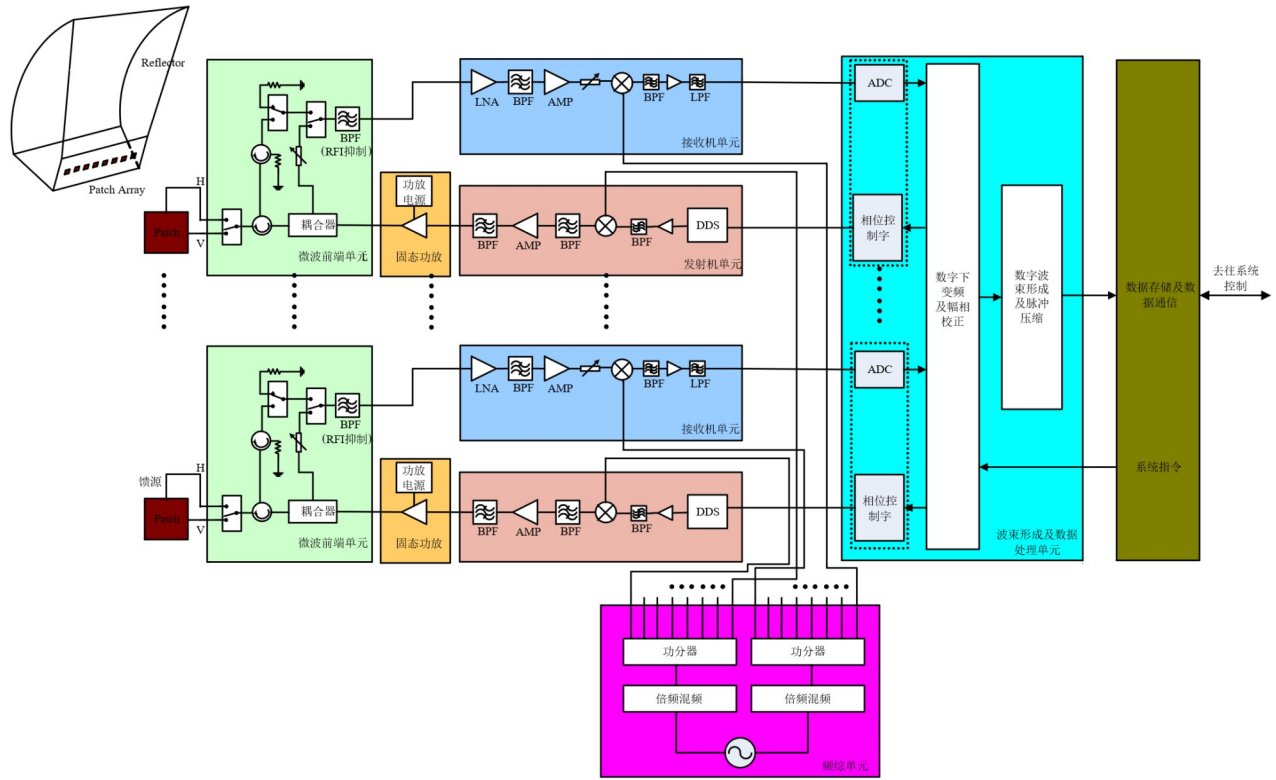 Reflector
Patch Array
H
V
Patch
BPF
(RFI抑制)
耦合器
微波前端单元
功放
电源
固态功放
LNA
BPF
AMP
BPF
LPF
接收机单元
BPF
AMP
BPF
BPF
DDS
发射机单元
ADC
相位控
制字
数字下
变频
及幅相
校正
数字波
束形成
及脉冲
压缩
数据存储及数
据通信
去往系统
控制
馈源
H
V
Patch
BPF
(RFI抑制)
耦合器
微波前端单元
功放
电源
固态功放
LNA
BPF
AMP
BPF
LPF
接收机单元
BPF
AMP
BPF
BPF
DDS
ADC
相位控
制字
系统指令
波束形成及数据
处理单元
功分器
功分器
倍频混频
倍频混频
频综单元